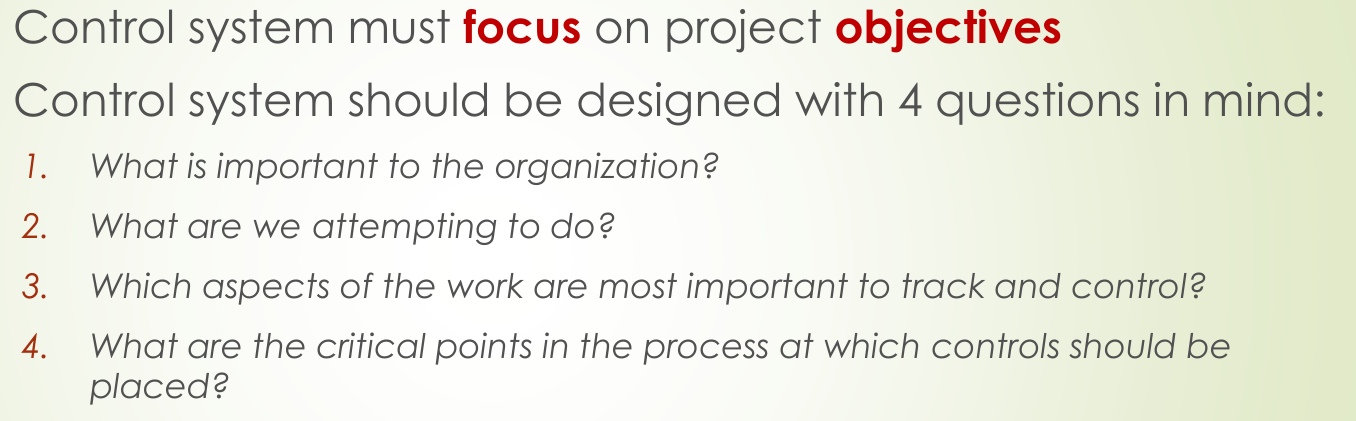 Control system must focus on project objectives
Control system should be designed with 4 questions in mind:
1. What is important to the organization?
2. What are we attempting to do?
3. Which aspects of the work are most important to track and control?
4. What are the critical points in the process at which controls should be
placed?